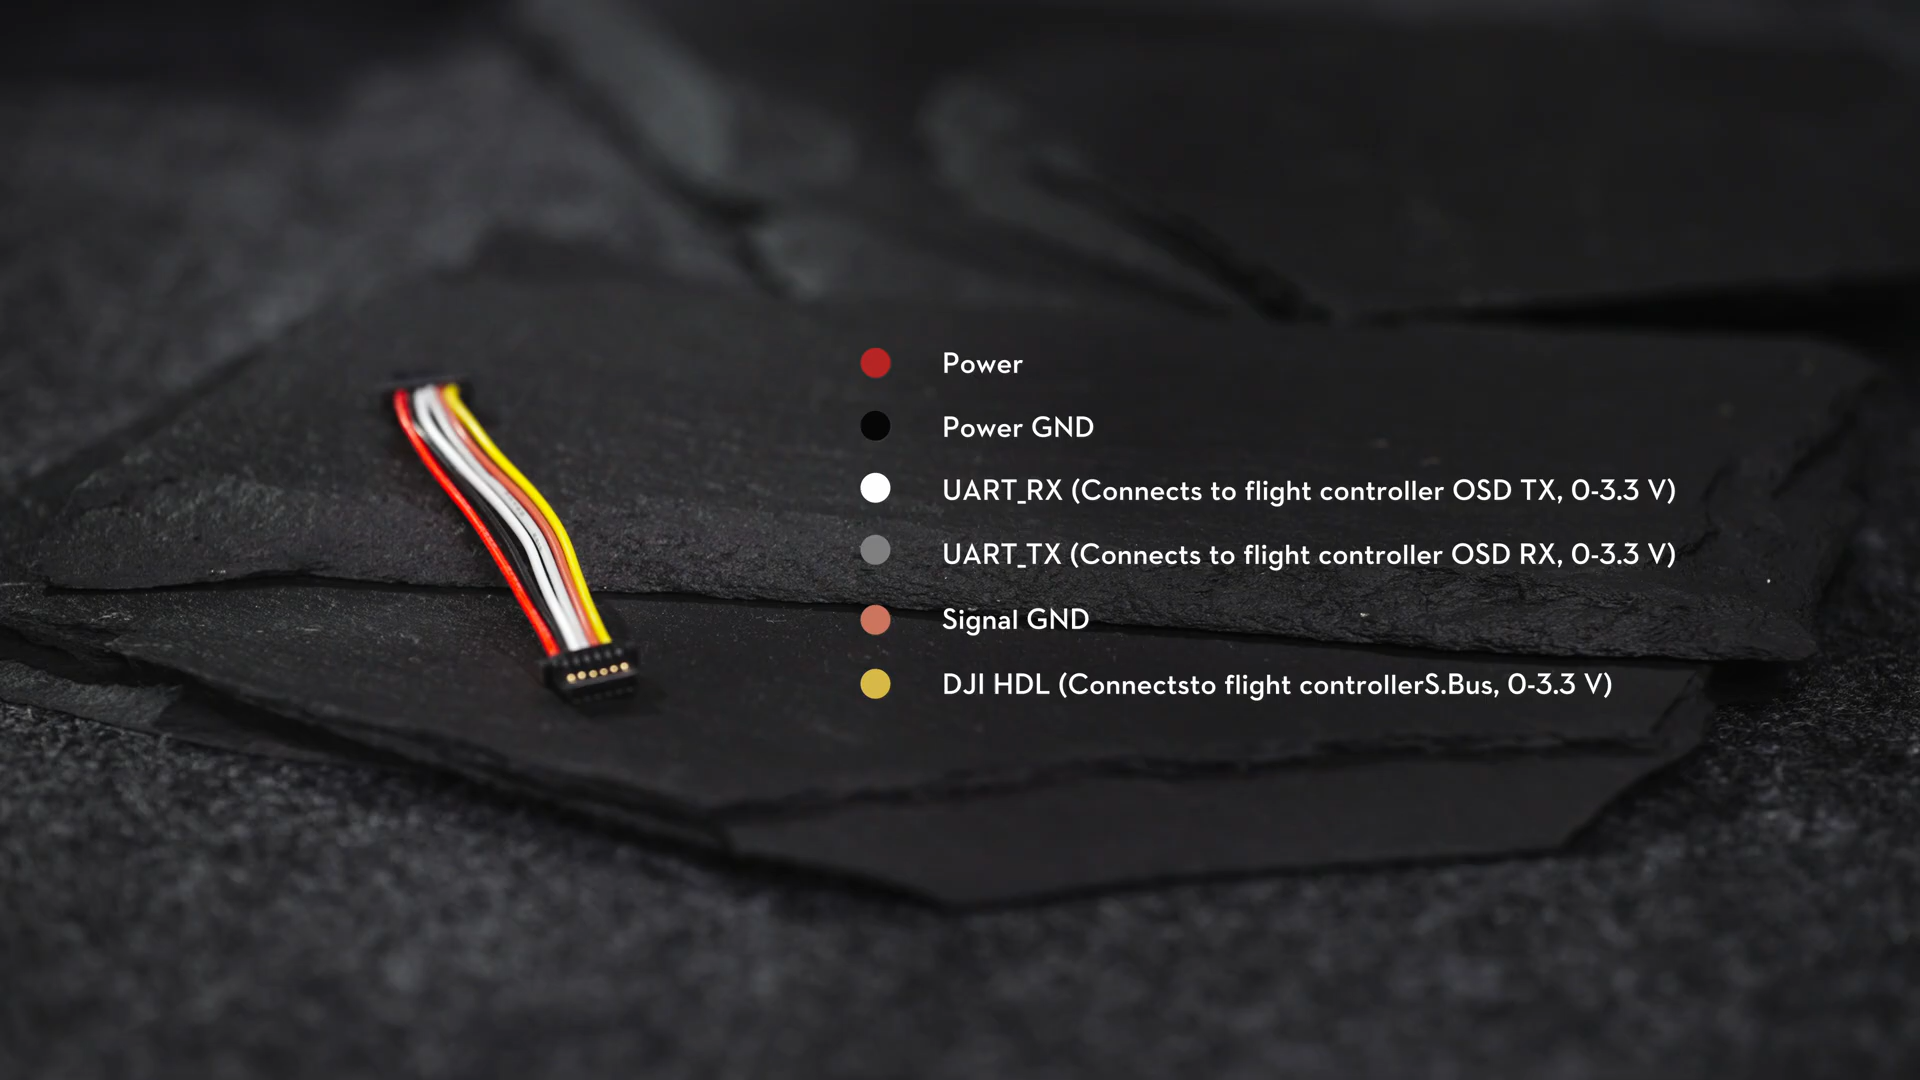 Power
Power GND
UART_RX (Connects to flight controller OSD TX, 0-3.3 V)
UART_TX (Connects to flight controller OSD RX, 0-3.3 V)
Signal GND
DJI HDL (Connectsto flight controllerS.Bus, 0-3.3 V)